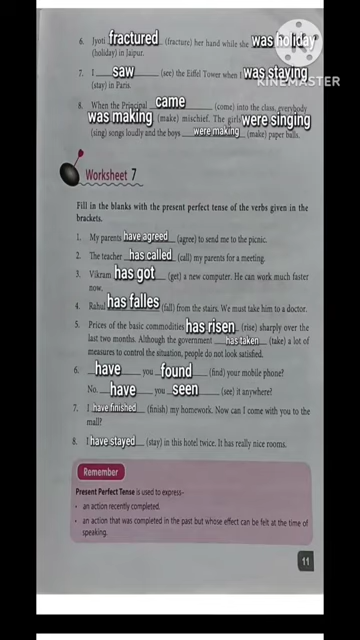 6. Jyoti fractured (fracture) her hand while she was holiday
(holiday) in Jaipur.
7. I saw (see) the Eiffel Tower when I was staying
(stay) in Paris.
KINEMASTER
8. When the Principal came (come) into the class, everybody
was making (make) mischief. The girls were singing
(sing) songs loudly and the boys were making (make) paper balls.
Worksheet 7
Fill in the blanks with the present perfect tense of the verbs given in the
brackets.
1. My parents have agreed (agree) to send me to the picnic.
2. The teacher has called (call) my parents for a meeting.
3. Vikram has got (get) a new computer. He can work much faster
now.
4. Rahul has falles (fall) from the stairs. We must take him to a doctor.
5. Prices of the basic commodities has risen (rise) sharply over the
last two months. Although the government has taken (take) a lot of
measures to control the situation, people do not look satisfied.
6. have you found (find) your mobile phone?
No. have you seen (see) it anywhere?
7. I have finished (finish) my homework. Now can I come with you to the
mall?
8. I have stayed (stay) in this hotel twice. It has really nice rooms.
Remember
Present Perfect Tense is used to express-
• an action recently completed.
• an action that was completed in the past but whose effect can be felt at the time of
speaking.
11